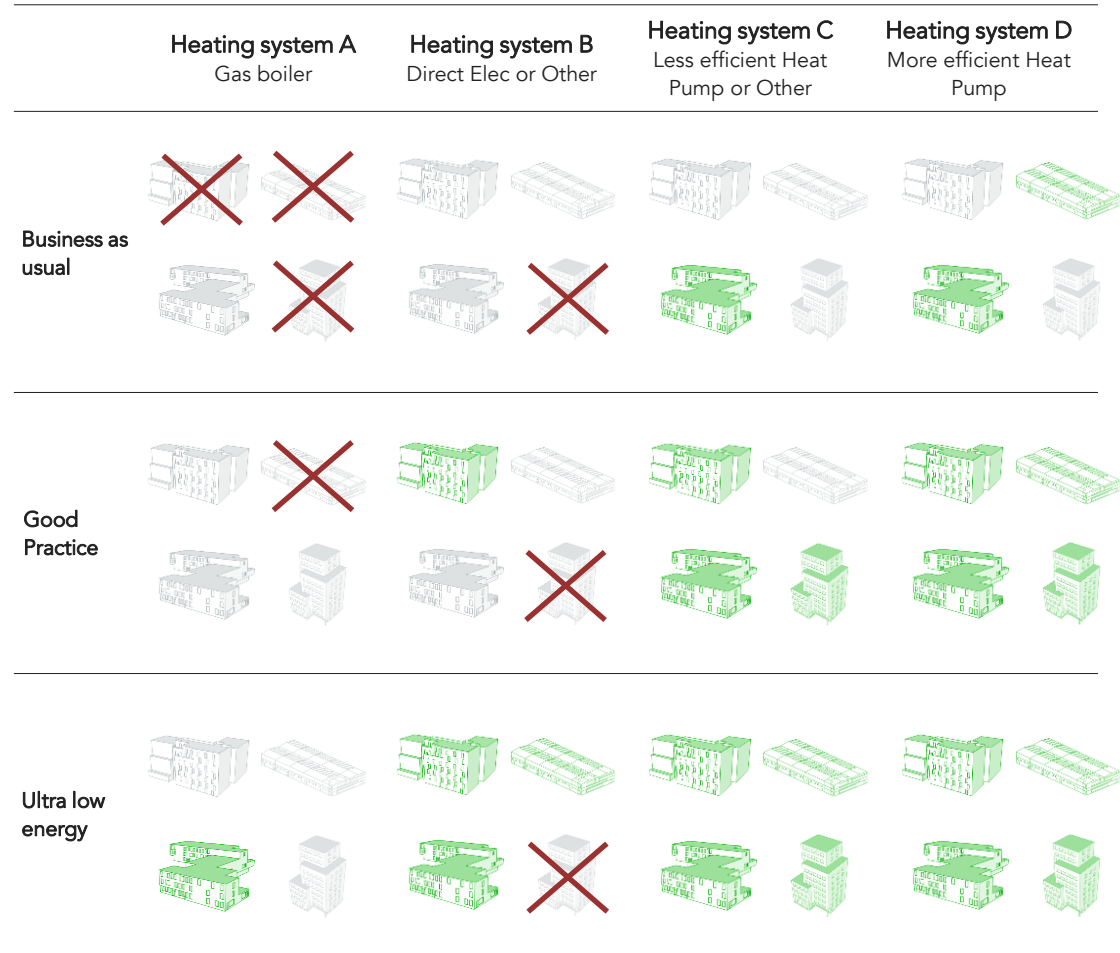 Heating system A
Gas boiler
Heating system B
Direct Elec or Other
Heating system C
Less efficient Heat
Pump or Other
Heating system D
More efficient Heat
Pump
Business as
usual
Good
Practice
Ultra low
energy